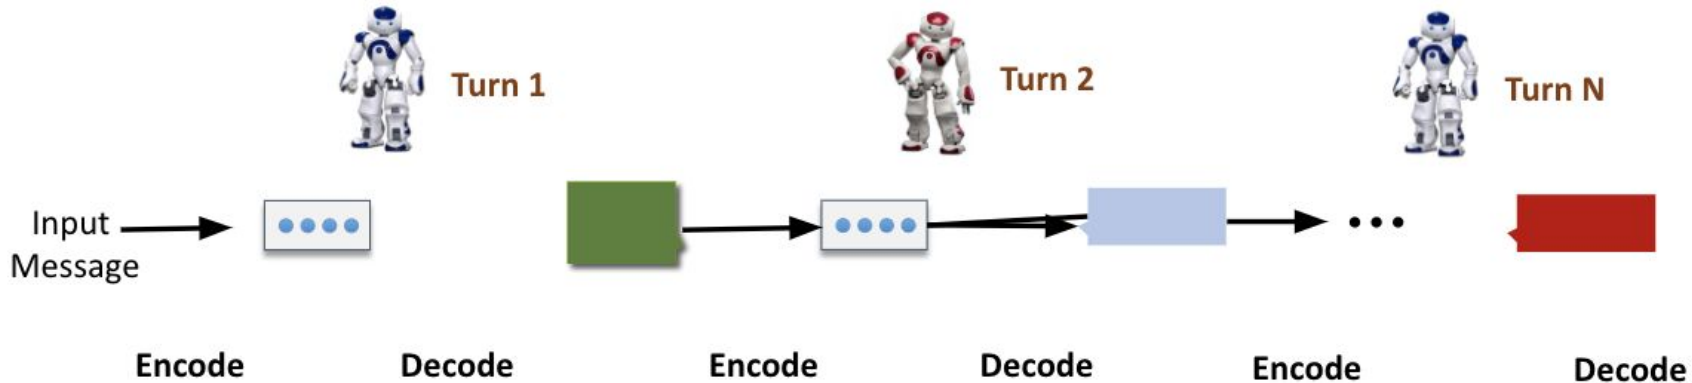 Turn 1
Turn 2
Turn N
Input
Message
Encode
Decode
Encode
Decode
Encode
Decode